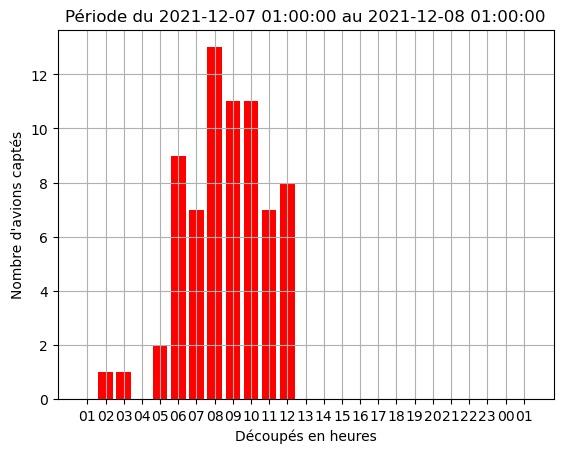 Période du 2021-12-07 01:00:00 au 2021-12-08 01:00:00
Nombre d'avions captés
12
10
8
6
4
2
0
01 02 03 04 05 06 07 08 09 10 11 12 13 14 15 16 17 18 19 20 21 22 23 00 01
Découpés en heures